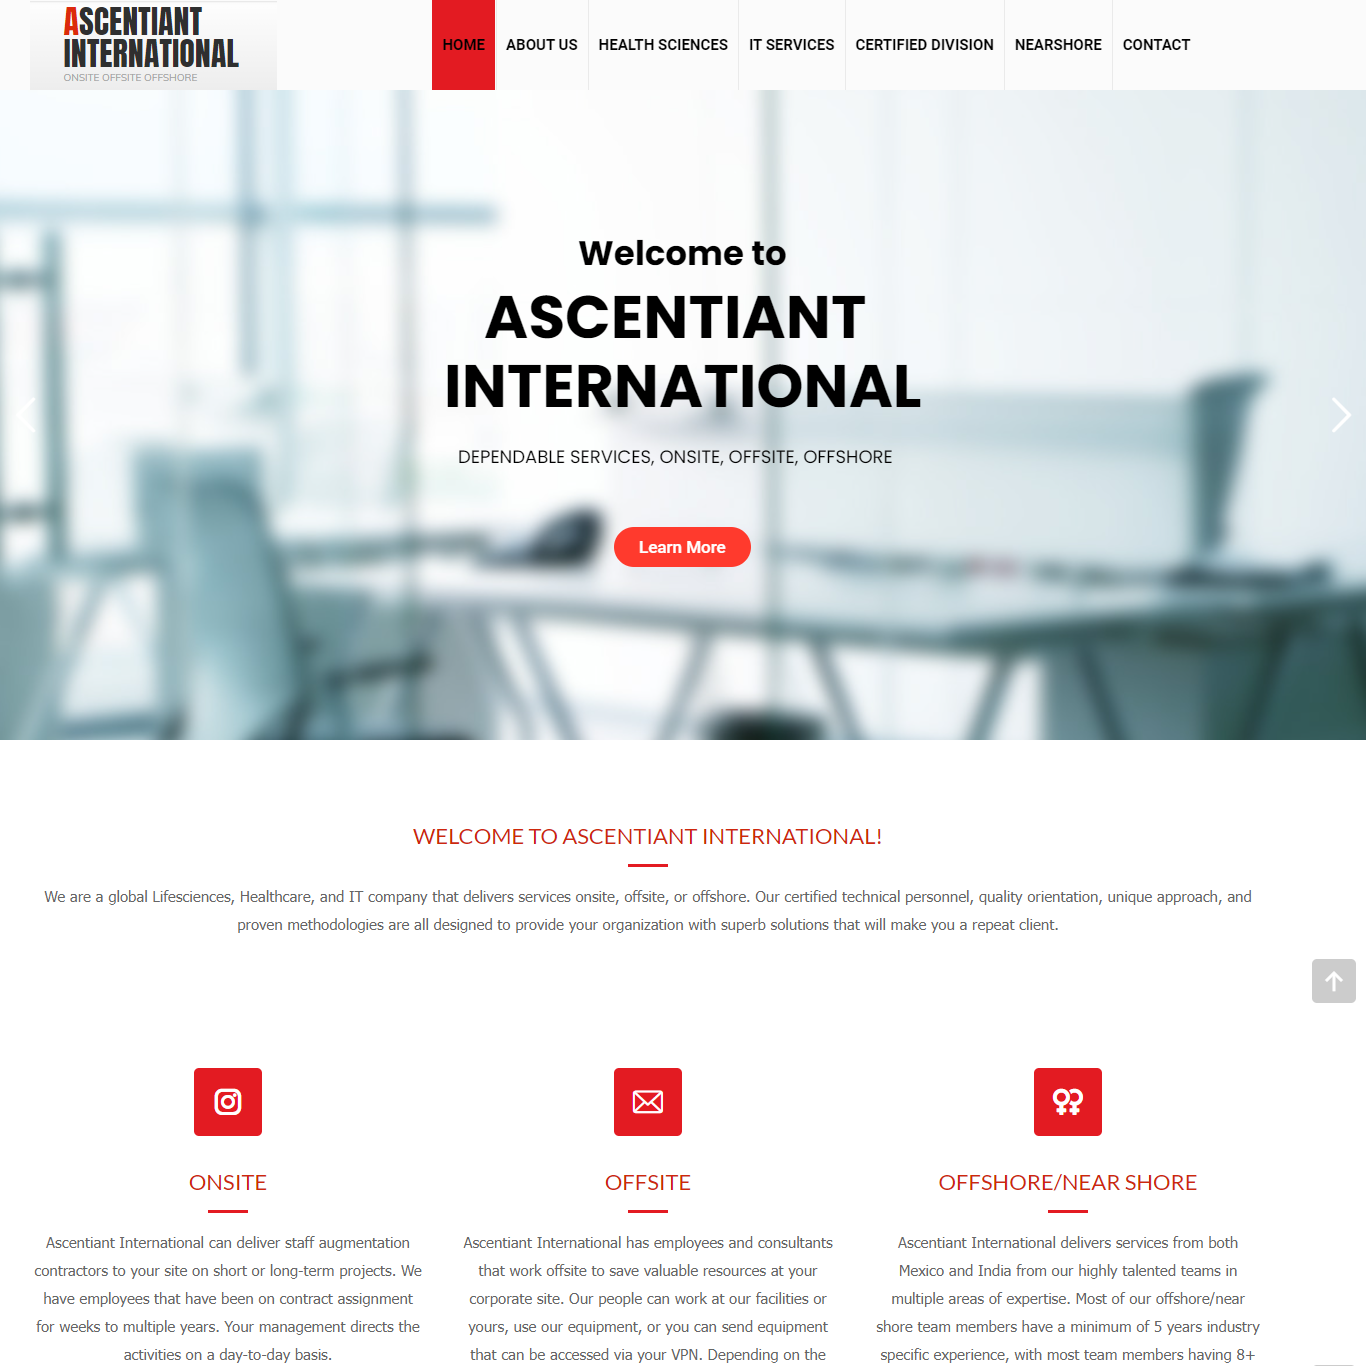 ASCENTIANT
INTERNATIONAL
ONSITE OFFSITE OFFSHORE
HOME ABOUT US HEALTH SCIENCES IT SERVICES CERTIFIED DIVISION NEARSHORE CONTACT
Welcome to
ASCENTIANT
INTERNATIONAL
DEPENDABLE SERVICES, ONSITE, OFFSITE, OFFSHORE
Learn More
WELCOME TO ASCENTIANT INTERNATIONAL!
We are a global Lifesciences, Healthcare, and IT company that delivers services onsite, offsite, or offshore. Our certified technical personnel, quality orientation, unique approach, and
proven methodologies are all designed to provide your organization with superb solutions that will make you a repeat client.
ONSITE
Ascentiant International can deliver staff augmentation
contractors to your site on short or long-term projects. We
have employees that have been on contract assignment
for weeks to multiple years. Your management directs the
activities on a day-to-day basis.
OFFSITE
Ascentiant International has employees and consultants
that work offsite to save valuable resources at your
corporate site. Our people can work at our facilities or
yours, use our equipment, or you can send equipment
that can be accessed via your VPN. Depending on the
OFFSHORE/NEAR SHORE
Ascentiant International delivers services from both
Mexico and India from our highly talented teams in
multiple areas of expertise. Most of our offshore/near
shore team members have a minimum of 5 years industry
specific experience, with most team members having 8+